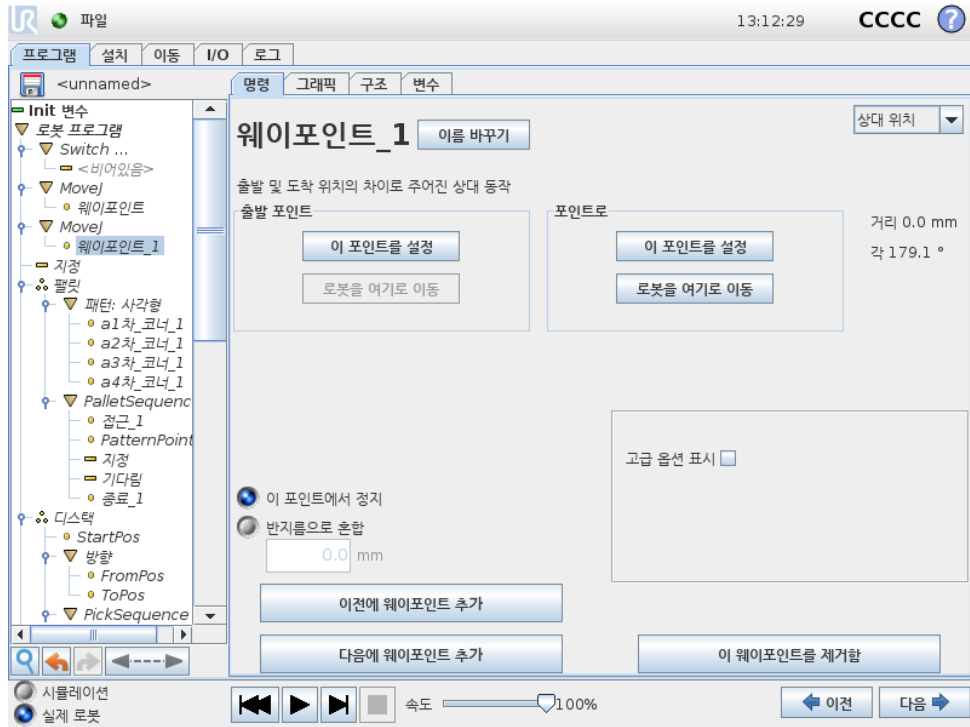 UR 파일 13:12:29 CCCC ?
프로그램 설치 이동 I/O 로그
<unnamed>
명령 그래픽 구조 변수
Init 변수
로봇 프로그램
Switch ...
<비어있음>
MoveJ
웨이포인트
MoveJ
웨이포인트_1
지정
팔릿
패턴: 사각형
a1차_코너_1
a2차_코너_1
a3차_코너_1
a4차_코너_1
PalletSequenc
접근_1
PatternPoint
지정
기다림
종료_1
디스택
StartPos
방향
FromPos
ToPos
PickSequence
웨이포인트_1 이름 바꾸기 상대 위치
출발 및 도착 위치의 차이로 주어진 상대 동작
출발 포인트
이 포인트를 설정
로봇을 여기로 이동
포인트로
이 포인트를 설정
로봇을 여기로 이동
거리 0.0 mm
각 179.1 °
고급 옵션 표시
이 포인트에서 정지
반지름으로 혼합
0.0 mm
이전에 웨이포인트 추가
다음에 웨이포인트 추가 이 웨이포인트를 제거함
시뮬레이션
실제 로봇
속도 100% 이전 다음